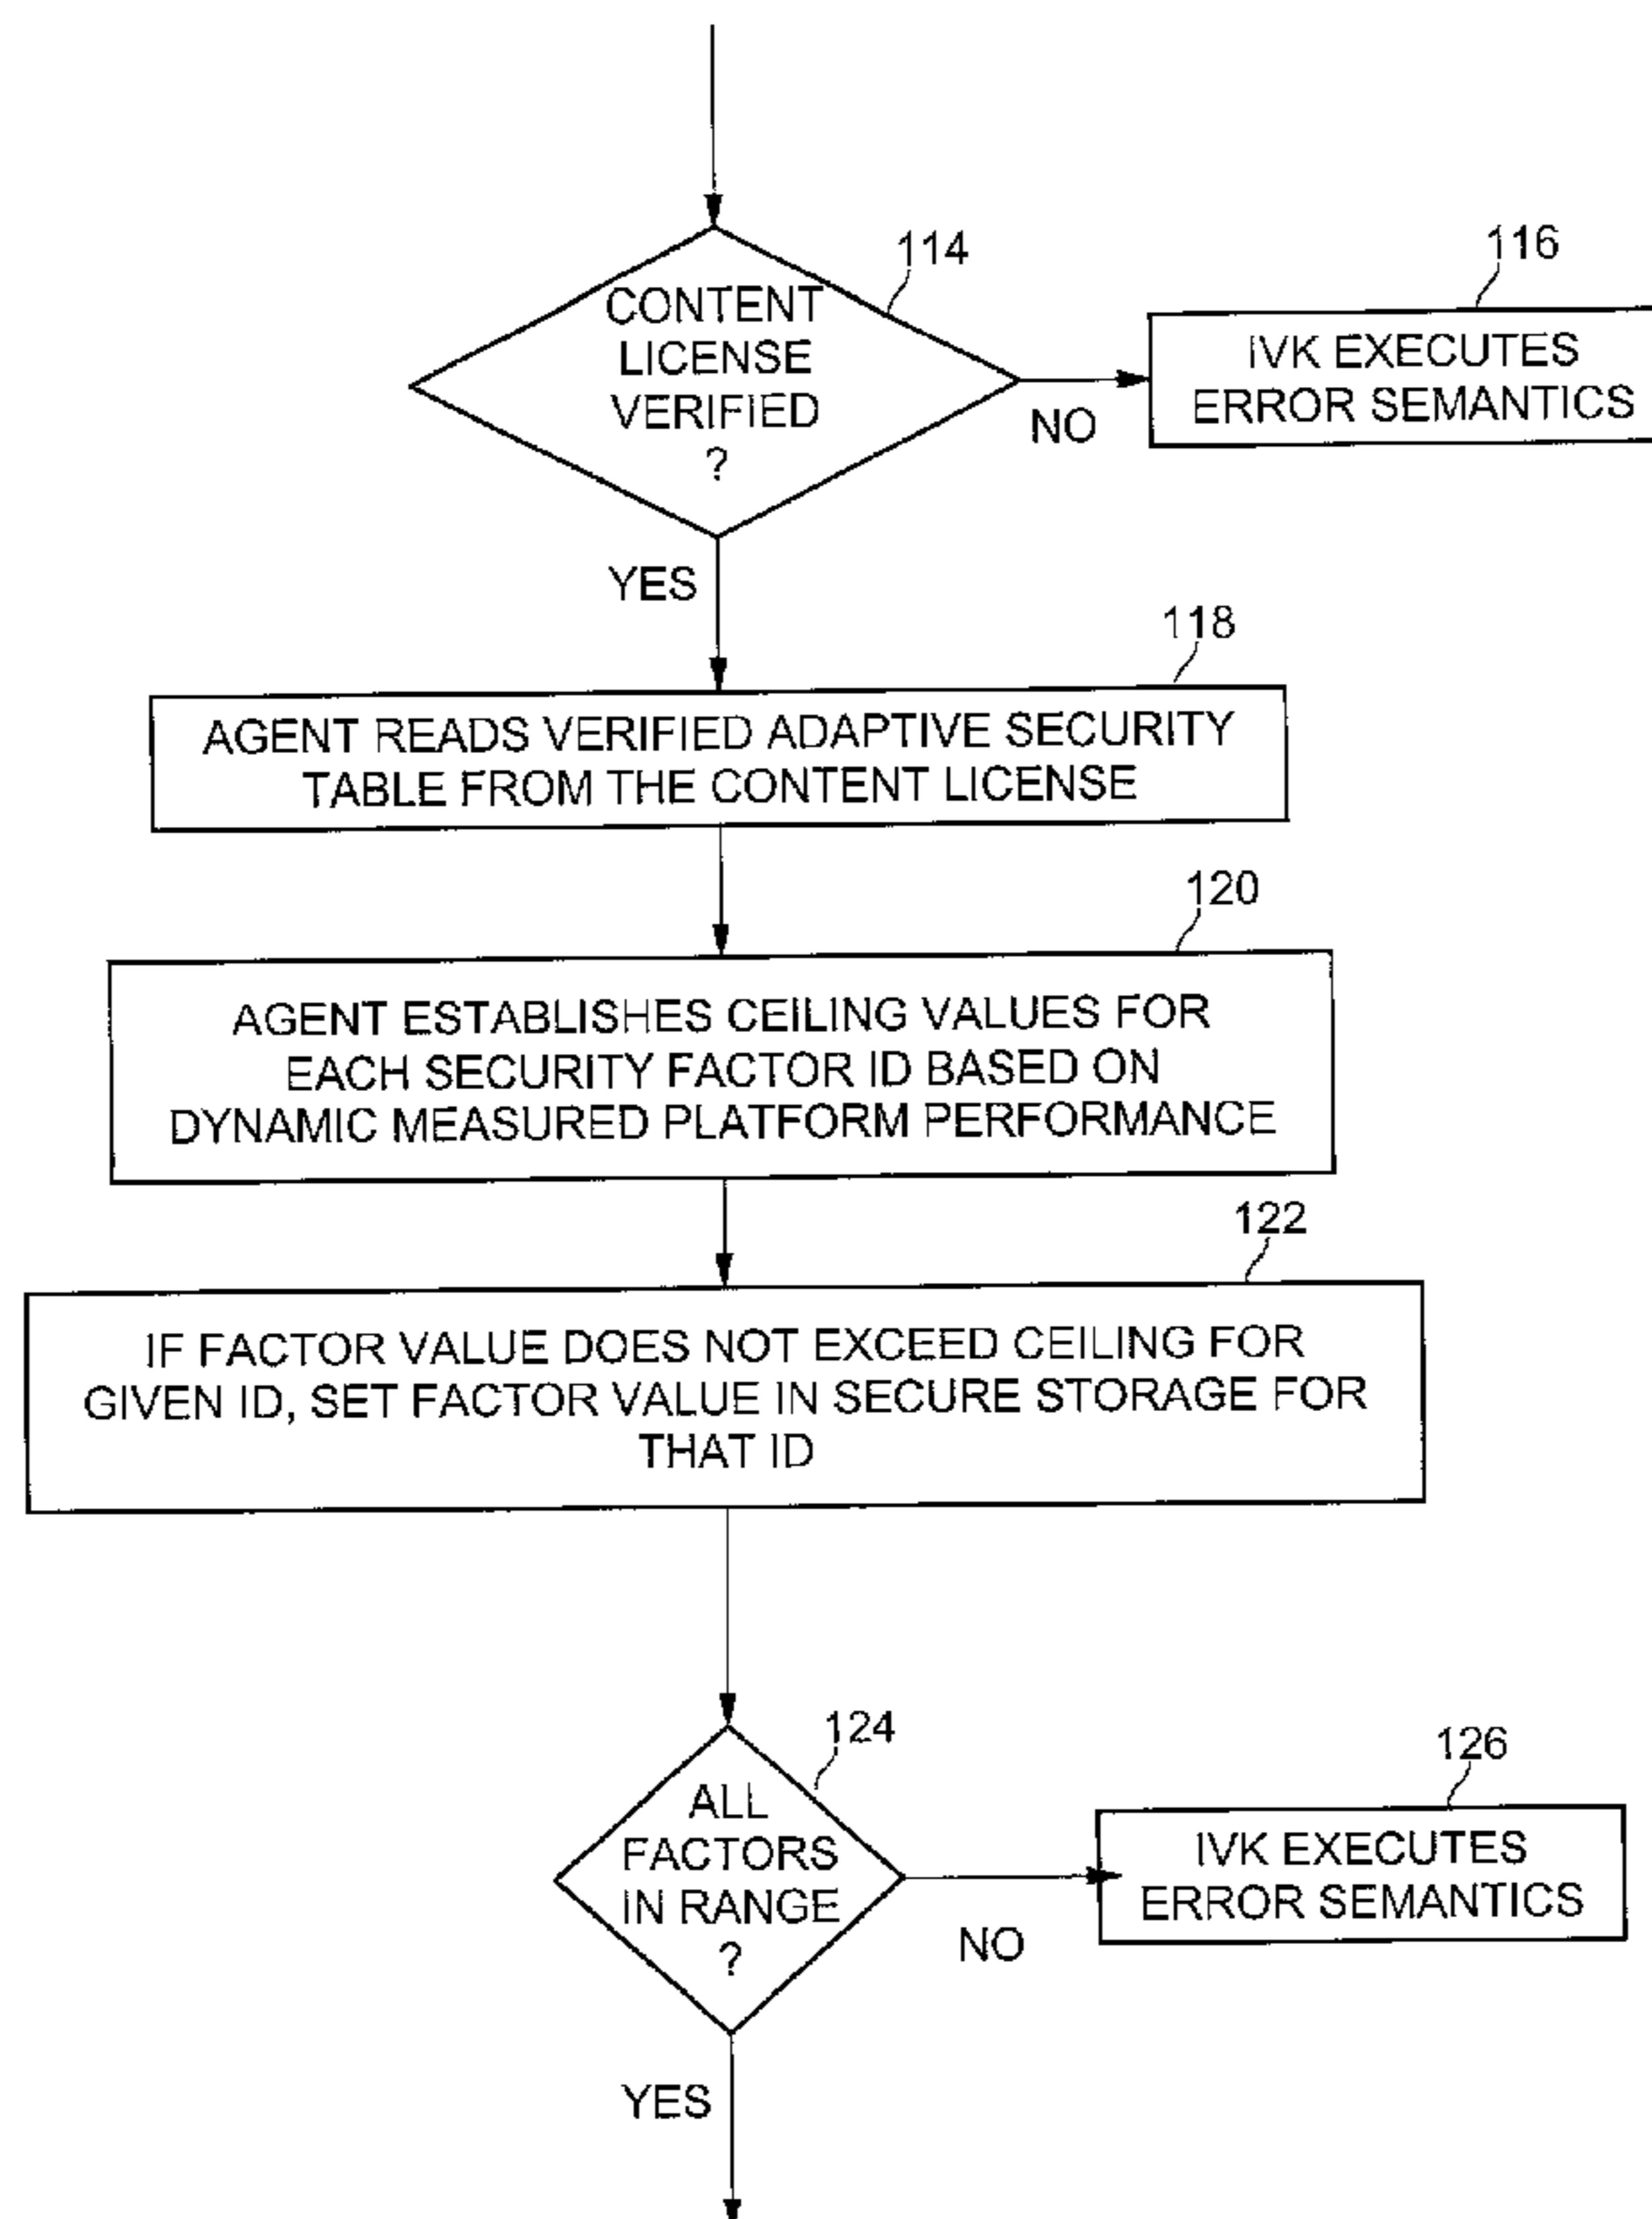 114
CONTENT
LICENSE
VERIFIED
?
NO
116
IVK EXECUTES
ERROR SEMANTICS
YES
118
AGENT READS VERIFIED ADAPTIVE SECURITY
TABLE FROM THE CONTENT LICENSE
120
AGENT ESTABLISHES CEILING VALUES FOR
EACH SECURITY FACTOR ID BASED ON
DYNAMIC MEASURED PLATFORM PERFORMANCE
122
IF FACTOR VALUE DOES NOT EXCEED CEILING FOR
GIVEN ID, SET FACTOR VALUE IN SECURE STORAGE FOR
THAT ID
124
ALL
FACTORS
IN RANGE
?
NO
126
IVK EXECUTES
ERROR SEMANTICS
YES